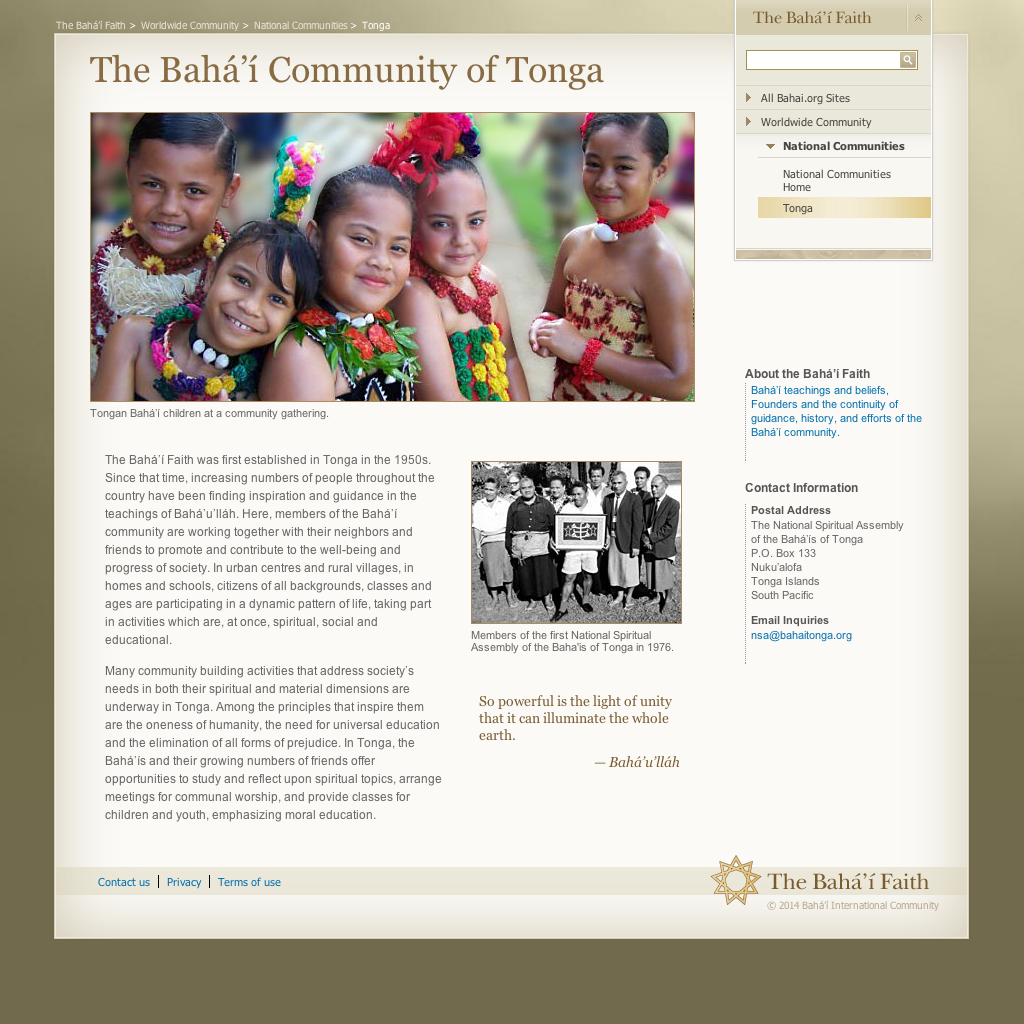 The Bahá’í Faith > Worldwide Community > National Communities > Tonga
The Bahá’í Faith
The Bahá’í Community of Tonga
All Bahai.org Sites
Worldwide Community
National Communities
National Communities
Home
Tonga
Tongan Bahá’í children at a community gathering.
The Bahá’í Faith was first established in Tonga in the 1950s.
Since that time, increasing numbers of people throughout the
country have been finding inspiration and guidance in the
teachings of Bahá’u’lláh. Here, members of the Bahá’í
community are working together with their neighbors and
friends to promote and contribute to the well-being and
progress of society. In urban centres and rural villages, in
homes and schools, citizens of all backgrounds, classes and
ages are participating in a dynamic pattern of life, taking part
in activities which are, at once, spiritual, social and
educational.
Many community building activities that address society’s
needs in both their spiritual and material dimensions are
underway in Tonga. Among the principles that inspire them
are the oneness of humanity, the need for universal education
and the elimination of all forms of prejudice. In Tonga, the
Bahá’ís and their growing numbers of friends offer
opportunities to study and reflect upon spiritual topics, arrange
meetings for communal worship, and provide classes for
children and youth, emphasizing moral education.
Members of the first National Spiritual
Assembly of the Baha'is of Tonga in 1976.
So powerful is the light of unity
that it can illuminate the whole
earth.
— Bahá’u’lláh
About the Bahá’í Faith
Bahá’í teachings and beliefs,
Founders and the continuity of
guidance, history, and efforts of the
Bahá’í community.
Contact Information
Postal Address
The National Spiritual Assembly
of the Bahá’ís of Tonga
P.O. Box 133
Nuku’alofa
Tonga Islands
South Pacific
Email Inquiries
nsa@bahaitonga.org
Contact us | Privacy | Terms of use
The Bahá’í Faith
© 2014 Bahá’í International Community